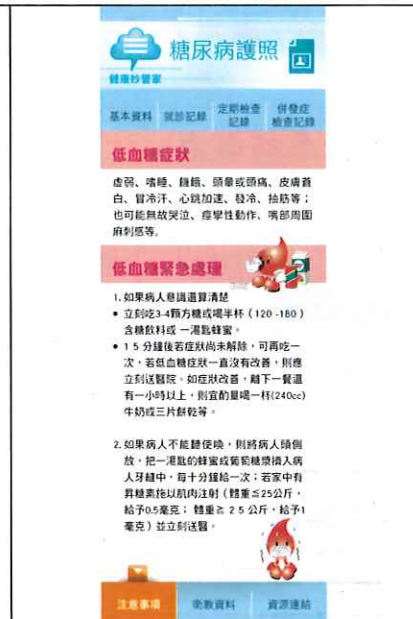 糖尿病護照
健康秒管家
基本資料 就診記錄 定期檢查記錄 併發症檢查記錄
低血糖症狀
虛弱、嗜睡、飢餓、頭暈或頭痛、皮膚蒼
白、冒冷汗、心跳加速、發冷、抽筋等；
也可能無故哭泣、痙攣性動作、嘴部周圍
麻刺感等。
低血糖緊急處理
1.如果病人意識還算清楚
• 立刻吃3-4顆方糖或喝半杯（120 -180）
含糖飲料或 一湯匙蜂蜜。
• 15分鐘後若症狀尚未解除，可再吃一
次，若低血糖症狀一直沒有改善，則應
立刻送醫院。如症狀改善，離下一餐還
有一小時以上，則宜酌量喝一杯(240cc)
牛奶或三片餅乾等。
2.如果病人不能聽使喚，則將病人頭側
放，把一湯匙的蜂蜜或葡萄糖漿擠入病
人牙縫中，每十分鐘給一次；若家中有
昇糖素施以肌肉注射（體重≦25公斤，
給予0.5毫克； 體重≧ 25公斤，給予1
毫克）並立刻送醫。
注意事項 衛教資料 資源連結